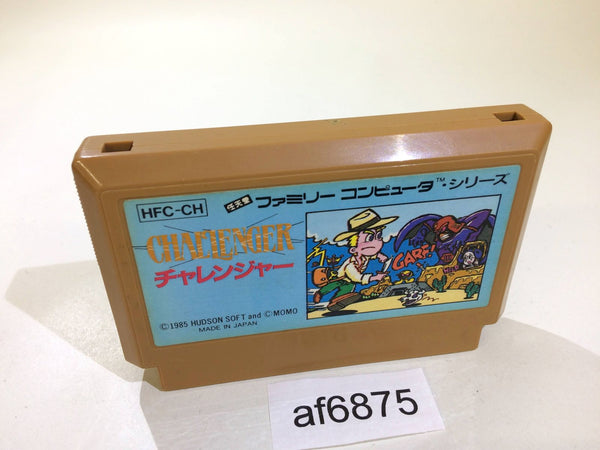 HFC-CH
任天堂 ファミリー コンピュータ™・シリーズ
CHALLENGER
チャレンジャー
GARF!
©1985 HUDSON SOFT and ©MOMO
MADE IN JAPAN
af6875